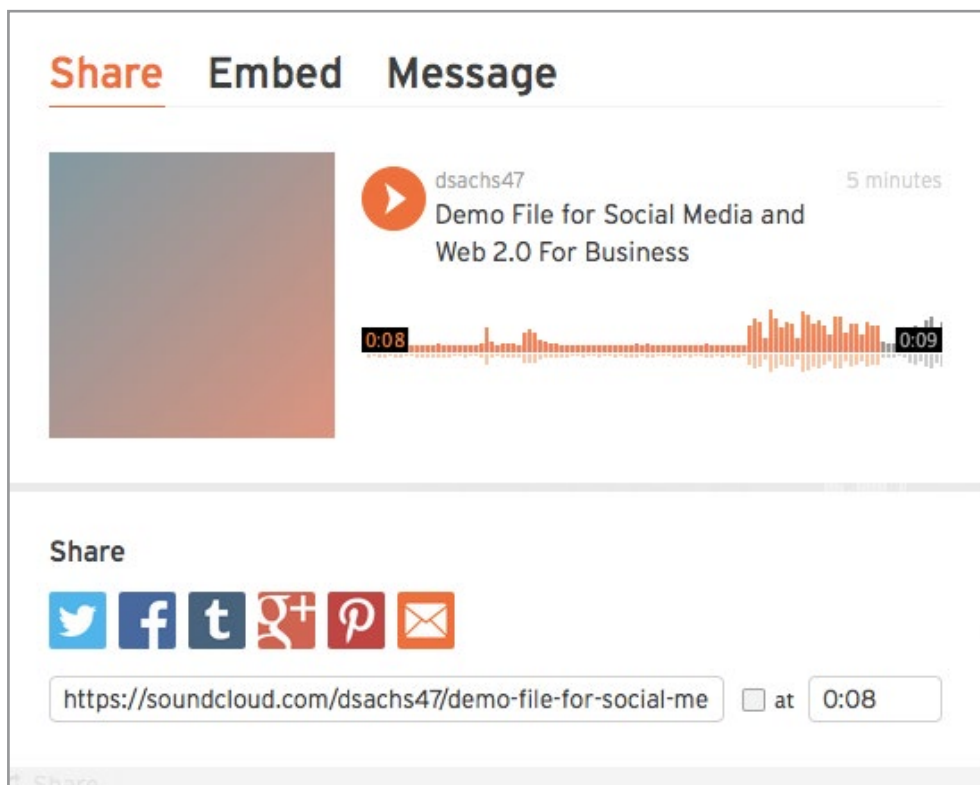 Share Embed Message
dsachs47 5 minutes
Demo File for Social Media and
Web 2.0 For Business
0:08 0:09
Share
https://soundcloud.com/dsachs47/demo-file-for-social-me at 0:08
Share